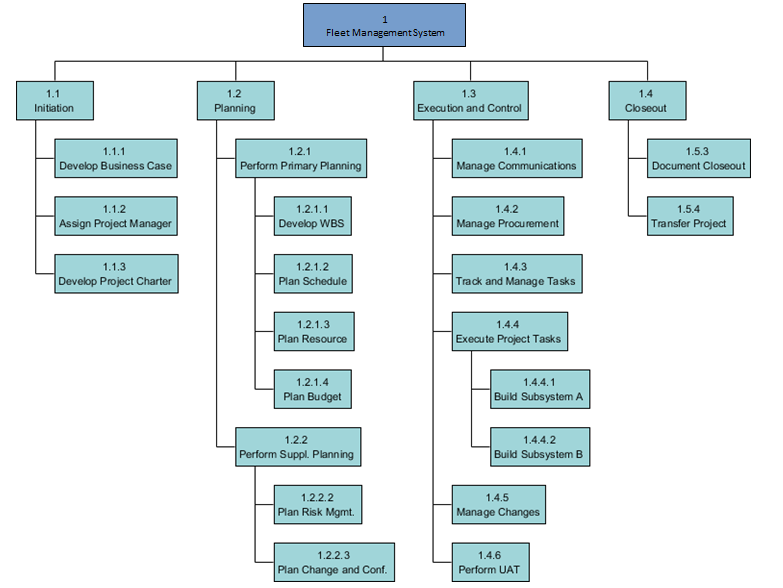 1
Fleet Management System
1.1
Initiation
1.1.1
Develop Business Case
1.1.2
Assign Project Manager
1.1.3
Develop Project Charter
1.2
Planning
1.2.1
Perform Primary Planning
1.2.1.1
Develop WBS
1.2.1.2
Plan Schedule
1.2.1.3
Plan Resource
1.2.1.4
Plan Budget
1.2.2
Perform Suppl. Planning
1.2.2.2
Plan Risk Mgmt.
1.2.2.3
Plan Change and Conf.
1.3
Execution and Control
1.4.1
Manage Communications
1.4.2
Manage Procurement
1.4.3
Track and Manage Tasks
1.4.4
Execute Project Tasks
1.4.4.1
Build Subsystem A
1.4.4.2
Build Subsystem B
1.4.5
Manage Changes
1.4.6
Perform UAT
1.4
Closeout
1.5.3
Document Closeout
1.5.4
Transfer Project